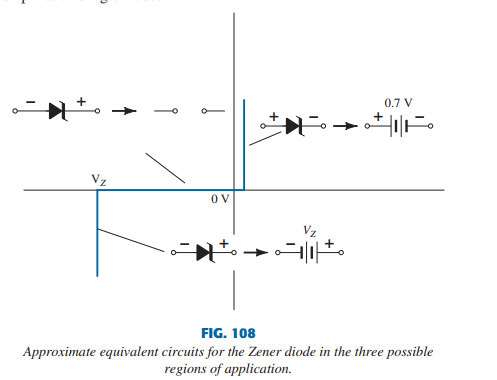 − +
0.7 V
+ −
+ −
V_Z
0 V
V_Z
− +
− +
FIG. 108
Approximate equivalent circuits for the Zener diode in the three possible
regions of application.